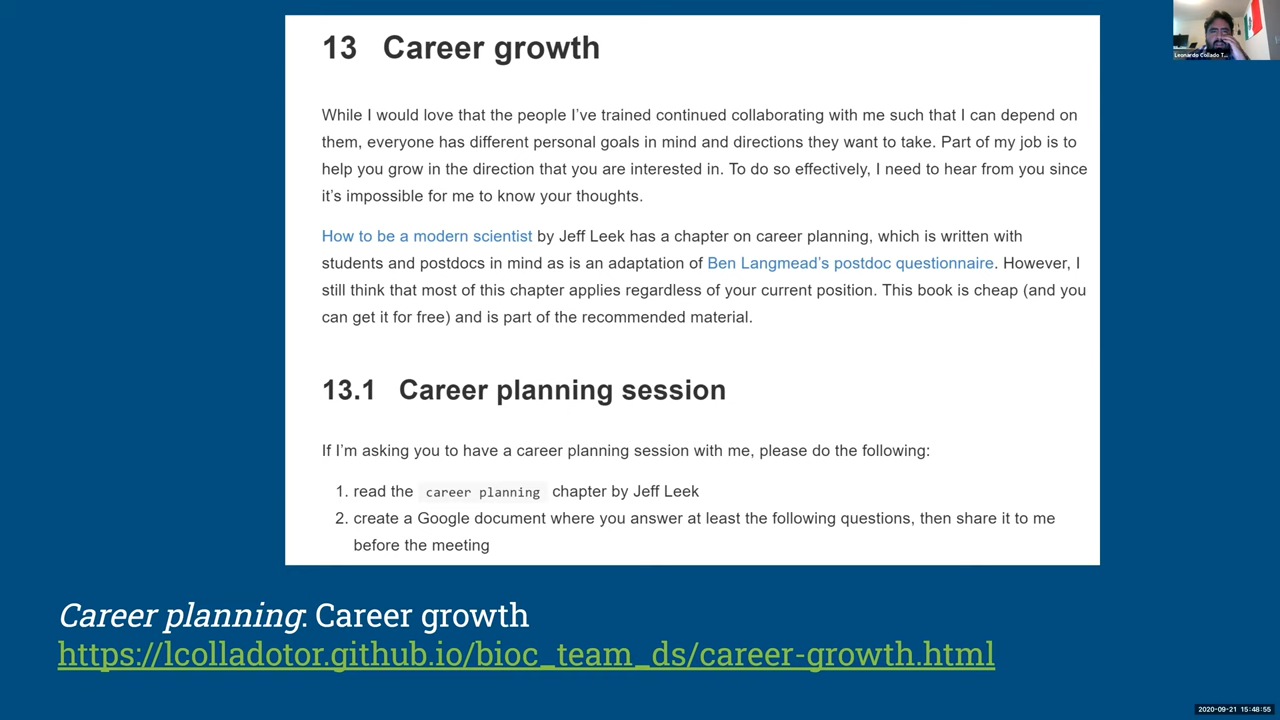 13 Career growth
While I would love that the people I've trained continued collaborating with me such that I can depend on
them, everyone has different personal goals in mind and directions they want to take. Part of my job is to
help you grow in the direction that you are interested in. To do so effectively, I need to hear from you since
it's impossible for me to know your thoughts.
How to be a modern scientist by Jeff Leek has a chapter on career planning, which is written with
students and postdocs in mind as is an adaptation of Ben Langmead's postdoc questionnaire. However, I
still think that most of this chapter applies regardless of your current position. This book is cheap (and you
can get it for free) and is part of the recommended material.
13.1 Career planning session
If I'm asking you to have a career planning session with me, please do the following:
1. read the career planning chapter by Jeff Leek
2. create a Google document where you answer at least the following questions, then share it to me
before the meeting
Career planning: Career growth
https://lcolladotor.github.io/bioc_team_ds/career-growth.html
Leonardo Collado T...
2020-09-21 15:48:55